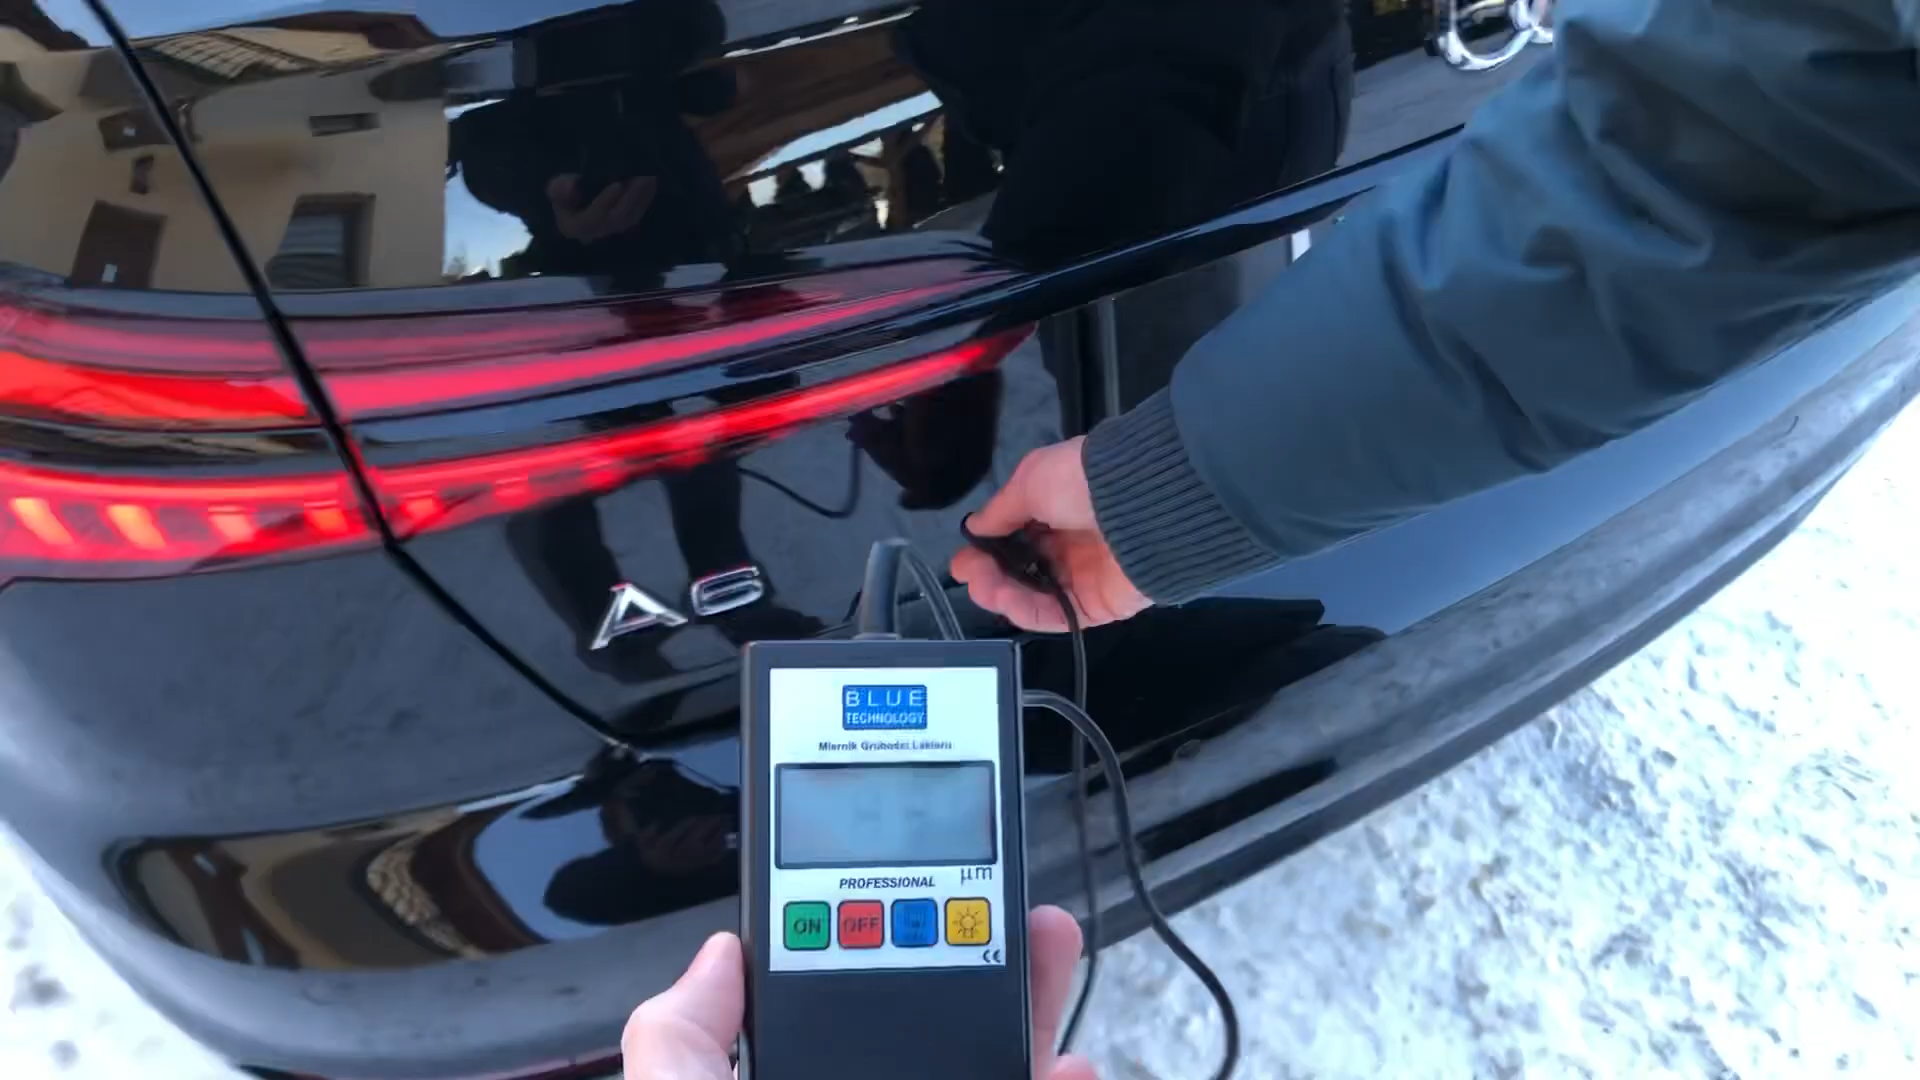 A6
BLUE
TECHNOLOGY
Miernik Grubości Lakieru
µm
PROFESSIONAL
ON
OFF
CE